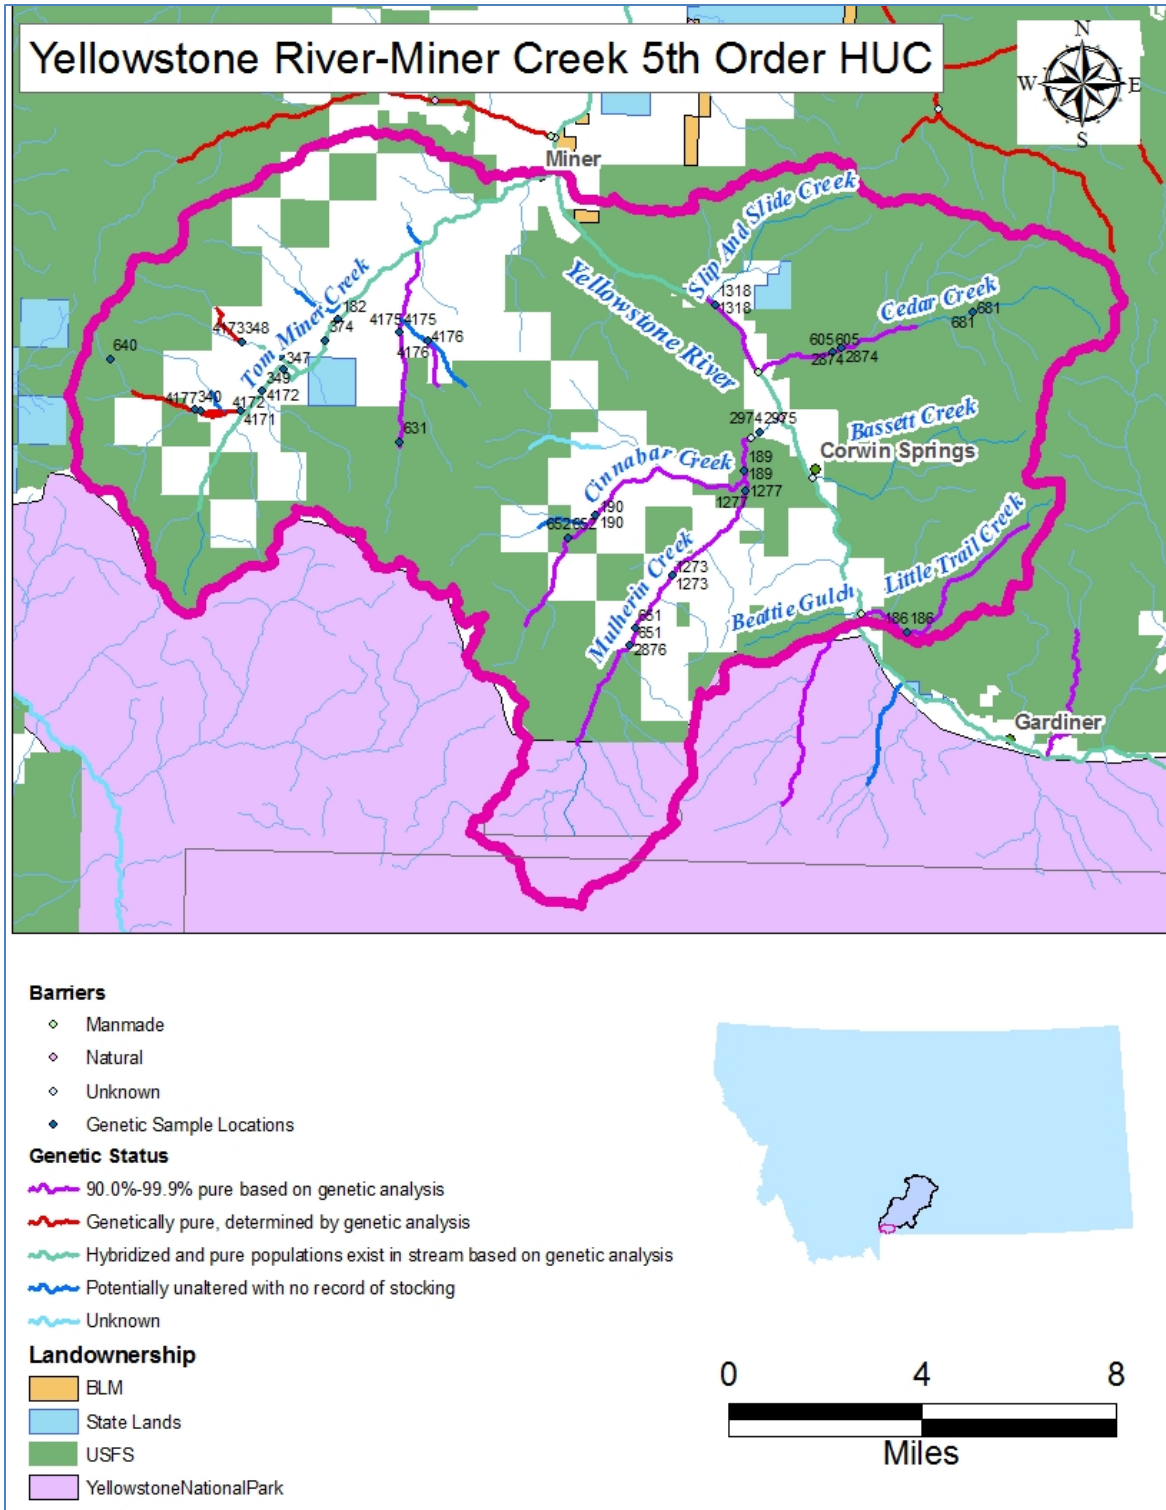 Yellowstone River-Miner Creek 5th Order HUC
N
W E
S
Miner
Slip And Slide Creek
Yellowstone River
Tom Miner Creek
Cedar Creek
1318
1318
681
681
605 605
2874 2874
182
374
4175 4175
4176
4176
4173 348
347
349
640
4177 340
4172
4172
4171
631
2974 2975
Bassett Creek
Corwin Springs
189
189
1277
1277
Cinnabar Creek
190
190
652 652
Mulherin Creek
1273
1273
Little Trail Creek
Beattie Gulch
186 186
651
651
2876
Gardiner
Barriers
Manmade
Natural
Unknown
Genetic Sample Locations
Genetic Status
90.0%-99.9% pure based on genetic analysis
Genetically pure, determined by genetic analysis
Hybridized and pure populations exist in stream based on genetic analysis
Potentially unaltered with no record of stocking
Unknown
Landownership
BLM
State Lands
USFS
YellowstoneNationalPark
0 4 8
Miles